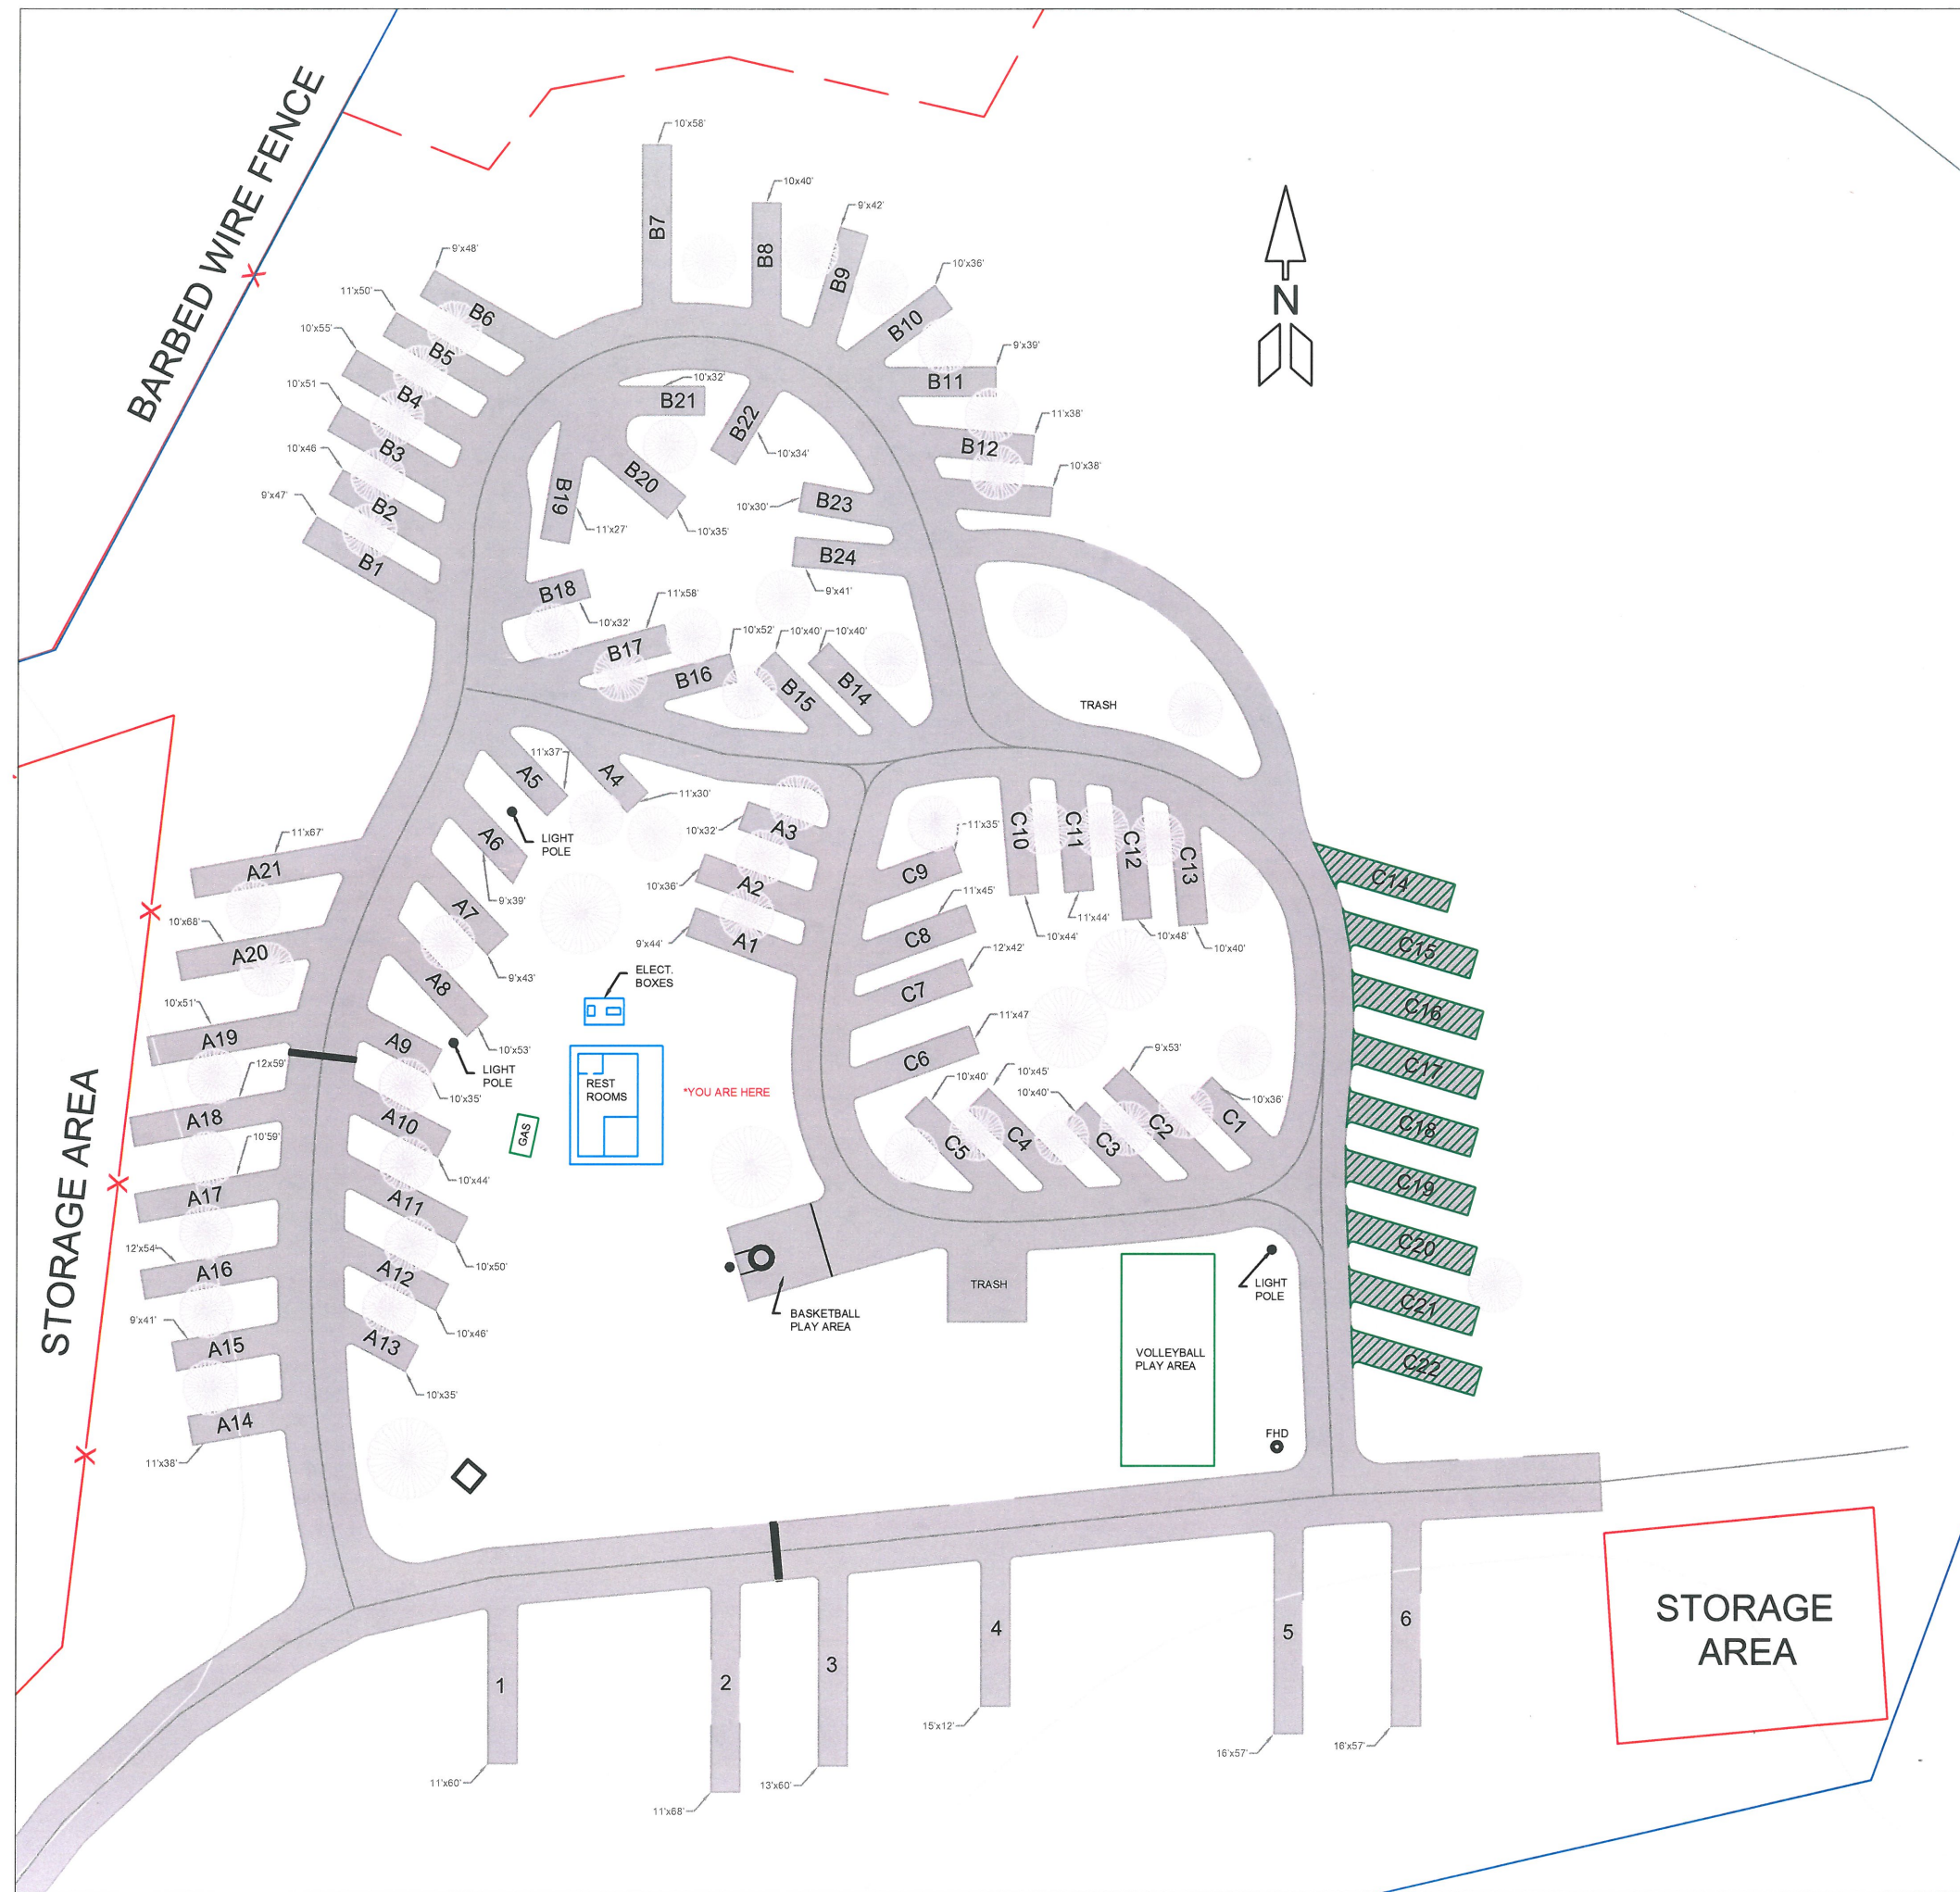 BARBED WIRE FENCE
10'x58'
B7
10x40'
B8
9'x42'
B9
10'x36'
B10
9'x39'
B11
11'x38'
B12
10'x38'
N
9'x48'
B6
11'x50'
B5
10'x55'
B4
10'x51
B3
10'x46
B2
9'x47'
B1
10'x32'
B21
B22
10'x34'
B20
10'x35'
B19
11'x27'
10'x30'
B23
B24
9'x41'
B18
10'x32'
11'x58'
B17
10'x52'
B16
10'x40'
B15
10'x40'
B14
TRASH
11'x37'
A5
A4
11'x30'
A6
9'x39'
LIGHT
POLE
10'x32'
A3
10'x36'
A2
9'x44'
A1
11'x67'
A21
10'x68'
A20
10'x51'
A19
12'x59'
A18
10'59'
A17
12'x54'
A16
9'x41'
A15
A14
11'x38'
A7
9'x43'
A8
10'x53'
LIGHT
POLE
A9
10'x35'
A10
10'x44'
A11
10'x50'
A12
10'x46'
A13
10'x35'
ELECT.
BOXES
REST
ROOMS
GAS
*YOU ARE HERE
11'x35'
C9
11'x45'
C8
12'x42'
C7
11'x47
C6
C10
10'x44'
C11
11'x44'
C12
10'x48'
C13
10'x40'
10'x40'
C5
10'x45'
C4
10'x40'
C3
9'x53'
C2
10'x36'
C1
C14
C15
C16
C17
C18
C19
C20
C21
C22
BASKETBALL
PLAY AREA
TRASH
VOLLEYBALL
PLAY AREA
LIGHT
POLE
FHD
STORAGE AREA
1
11'x60'
2
11'x68'
3
13'x60'
4
15'x12'
5
16'x57'
6
16'x57'
STORAGE
AREA